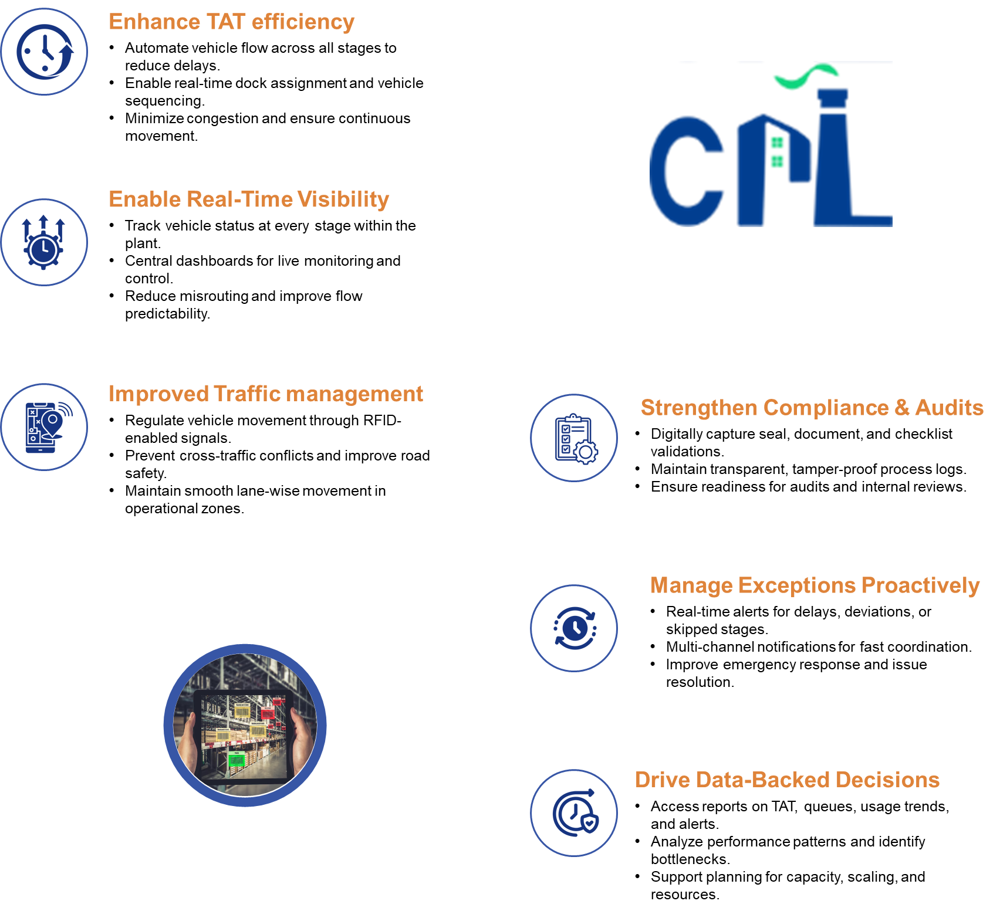 Enhance TAT efficiency
• Automate vehicle flow across all stages to
reduce delays.
• Enable real-time dock assignment and vehicle
sequencing.
• Minimize congestion and ensure continuous
movement.
Enable Real-Time Visibility
• Track vehicle status at every stage within the
plant.
• Central dashboards for live monitoring and
control.
• Reduce misrouting and improve flow
predictability.
Improved Traffic management
• Regulate vehicle movement through RFID-
enabled signals.
• Prevent cross-traffic conflicts and improve road
safety.
• Maintain smooth lane-wise movement in
operational zones.
Strengthen Compliance & Audits
• Digitally capture seal, document, and checklist
validations.
• Maintain transparent, tamper-proof process logs.
• Ensure readiness for audits and internal reviews.
Manage Exceptions Proactively
• Real-time alerts for delays, deviations, or
skipped stages.
• Multi-channel notifications for fast coordination.
• Improve emergency response and issue
resolution.
Drive Data-Backed Decisions
• Access reports on TAT, queues, usage trends,
and alerts.
• Analyze performance patterns and identify
bottlenecks.
• Support planning for capacity, scaling, and
resources.